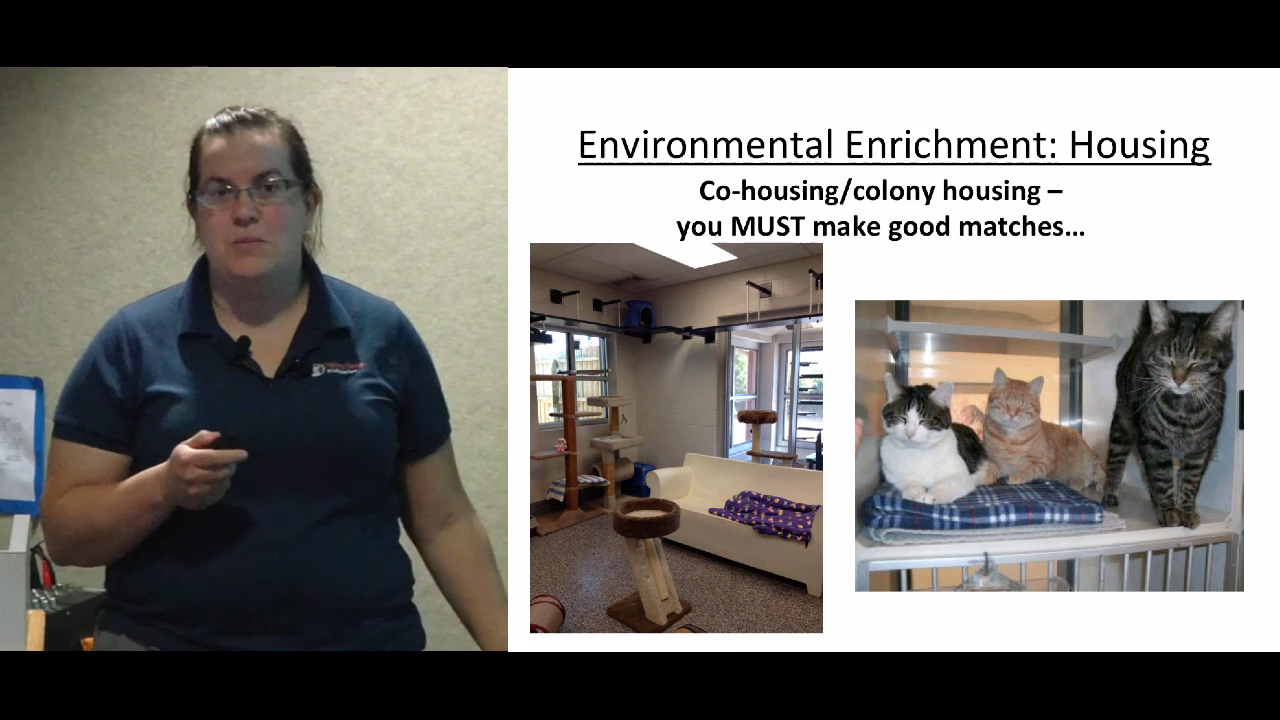 Environmental Enrichment: Housing
Co-housing/colony housing –
you MUST make good matches...